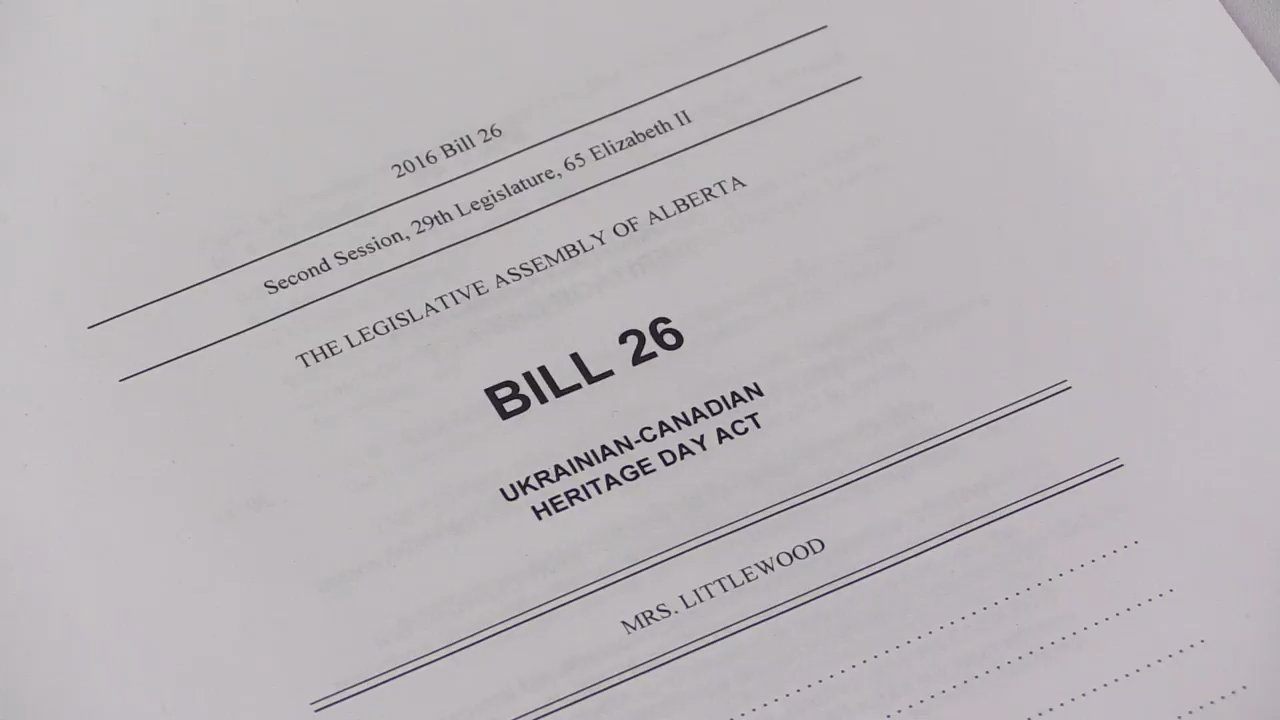 2016 Bill 26
Second Session, 29th Legislature, 65 Elizabeth II
THE LEGISLATIVE ASSEMBLY OF ALBERTA
BILL 26
UKRAINIAN-CANADIAN
HERITAGE DAY ACT
MRS. LITTLEWOOD